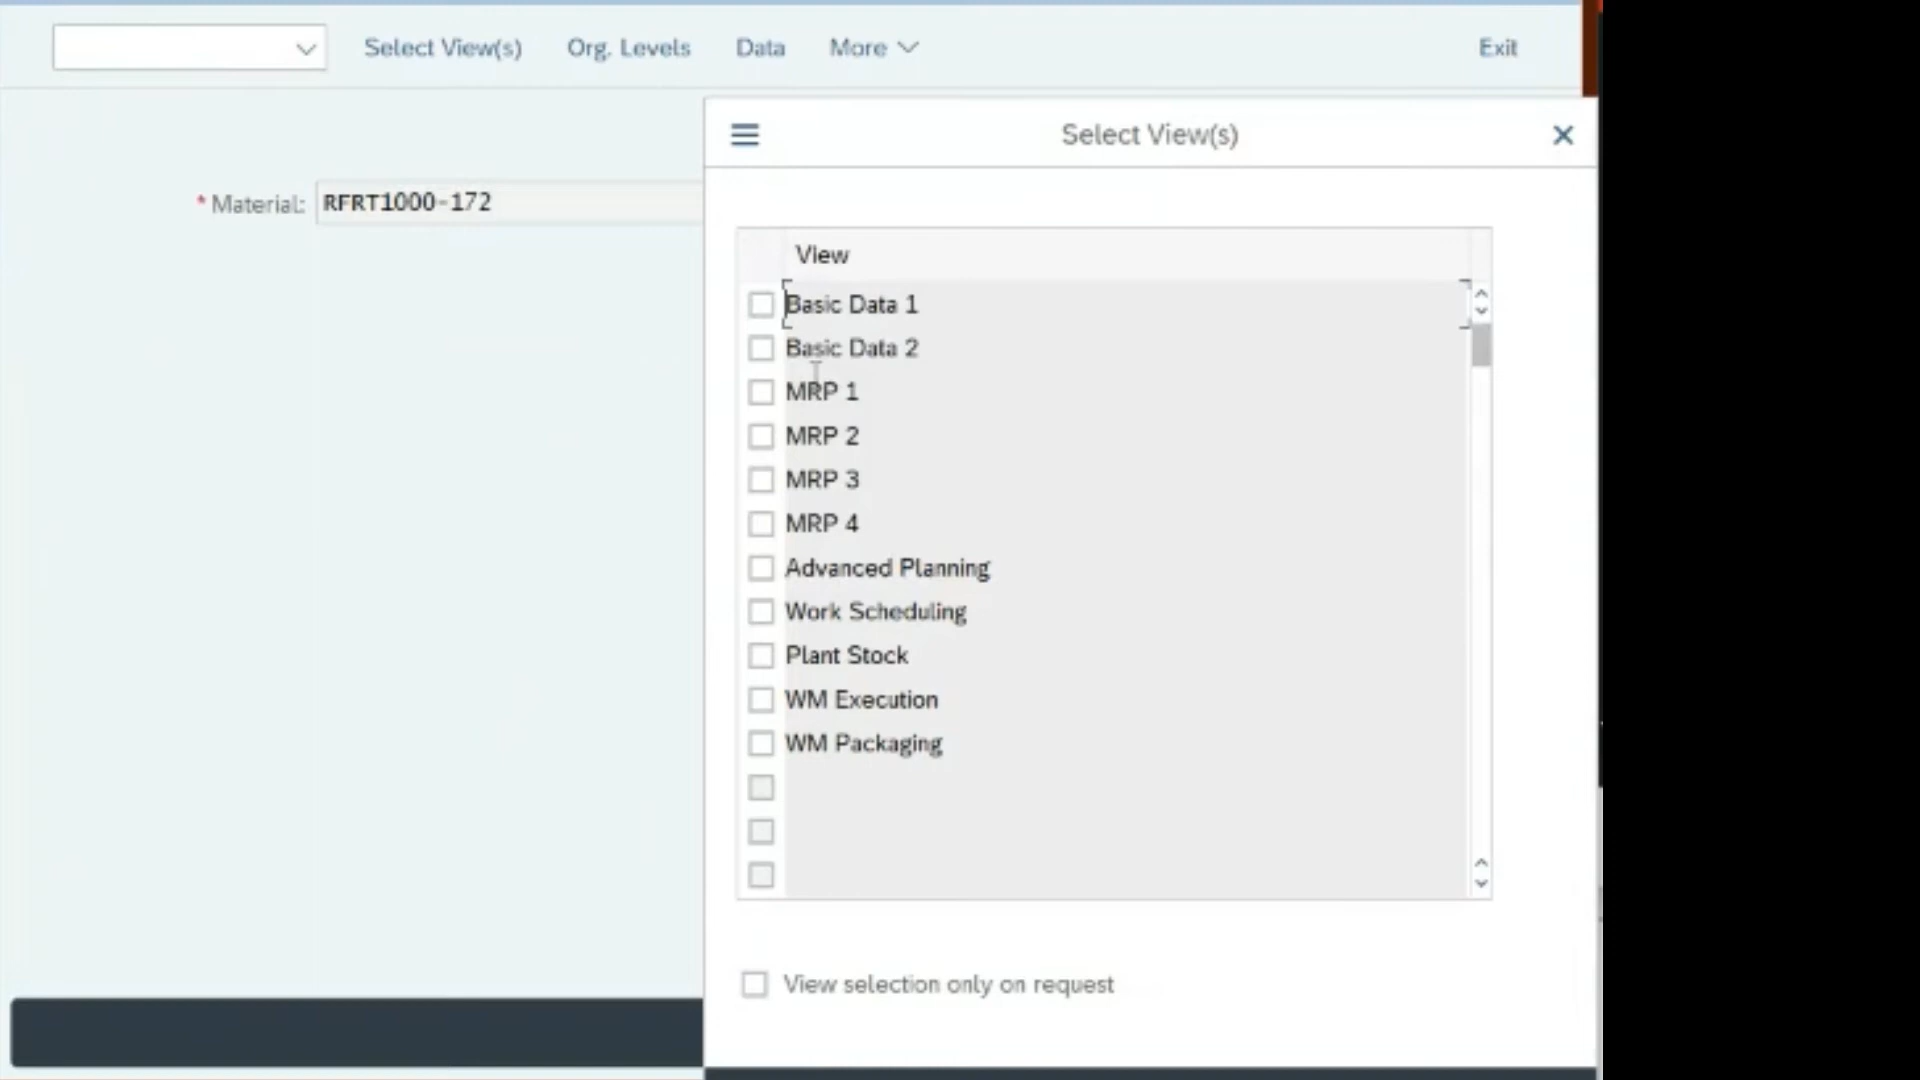 Select View(s) Org. Levels Data More Exit
Select View(s)
* Material: RFRT1000-172
View
Basic Data 1
Basic Data 2
MRP 1
MRP 2
MRP 3
MRP 4
Advanced Planning
Work Scheduling
Plant Stock
WM Execution
WM Packaging
View selection only on request